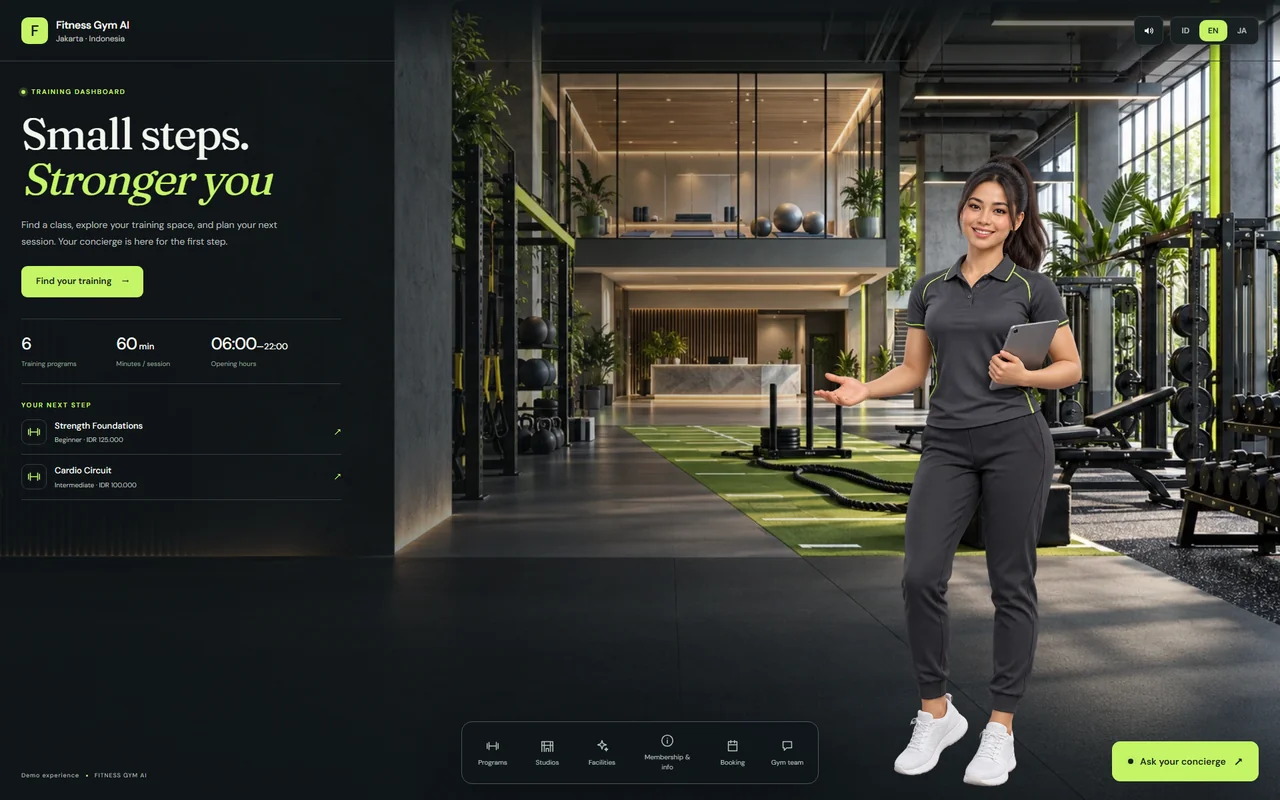 F
Fitness Gym AI
Jakarta · Indonesia
ID EN JA
TRAINING DASHBOARD
Small steps.
Stronger you
Find a class, explore your training space, and plan your next
session. Your concierge is here for the first step.
Find your training →
6
Training programs
60 min
Minutes / session
06:00—22:00
Opening hours
YOUR NEXT STEP
Strength Foundations
Beginner · IDR 125.000
Cardio Circuit
Intermediate · IDR 100.000
Programs
Studios
Facilities
Membership &
info
Booking
Gym team
Ask your concierge ↗
Demo experience • FITNESS GYM AI